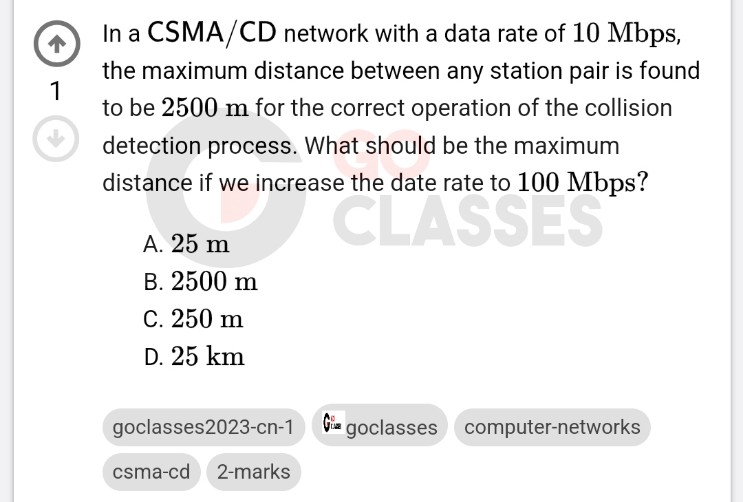 In a CSMA/CD network with a data rate of 10 Mbps,
the maximum distance between any station pair is found
1
to be 2500 m for the correct operation of the collision
detection process. What should be the maximum
distance if we increase the date rate to 100 Mbps?
GO
CLASSES
A. 25 m
B. 2500 m
C. 250 m
D. 25 km
goclasses2023-cn-1 goclasses computer-networks
csma-cd 2-marks